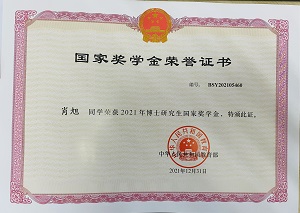 国家奖学金荣誉证书
编号: BSY202105460
肖旭 同学荣获2021年博士研究生国家奖学金，特颁此证。
中华人民共和国教育部
2021年12月31日